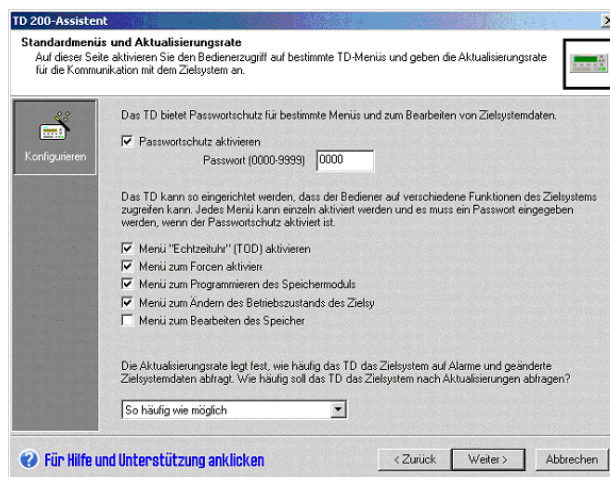 TD 200-Assistent
Standardmenüs und Aktualisierungsrate
Auf dieser Seite aktivieren Sie den Bedienerzugriff auf bestimmte TD-Menüs und geben die Aktualisierungsrate
für die Kommunikation mit dem Zielsystem an.
Konfigurieren
Das TD bietet Passwortschutz für bestimmte Menüs und zum Bearbeiten von Zielsystemdaten.
Passwortschutz aktivieren
Passwort (0000-9999) 0000
Das TD kann so eingerichtet werden, dass der Bediener auf verschiedene Funktionen des Zielsystems
zugreifen kann. Jedes Menü kann einzeln aktiviert werden und es muss ein Passwort eingegeben
werden, wenn der Passwortschutz aktiviert ist.
Menü "Echtzeituhr" (TOD) aktivieren
Menü zum Forcen aktiviere
Menü zum Programmieren des Speichermoduls
Menü zum Ändern des Betriebszustands des Zielsy
Menü zum Bearbeiten des Speicher
Die Aktualisierungsrate legt fest, wie häufig das TD das Zielsystem auf Alarme und geänderte
Zielsystemdaten abfragt. Wie häufig soll das TD das Zielsystem nach Aktualisierungen abfragen?
So häufig wie möglich
Für Hilfe und Unterstützung anklicken
< Zurück Weiter > Abbrechen